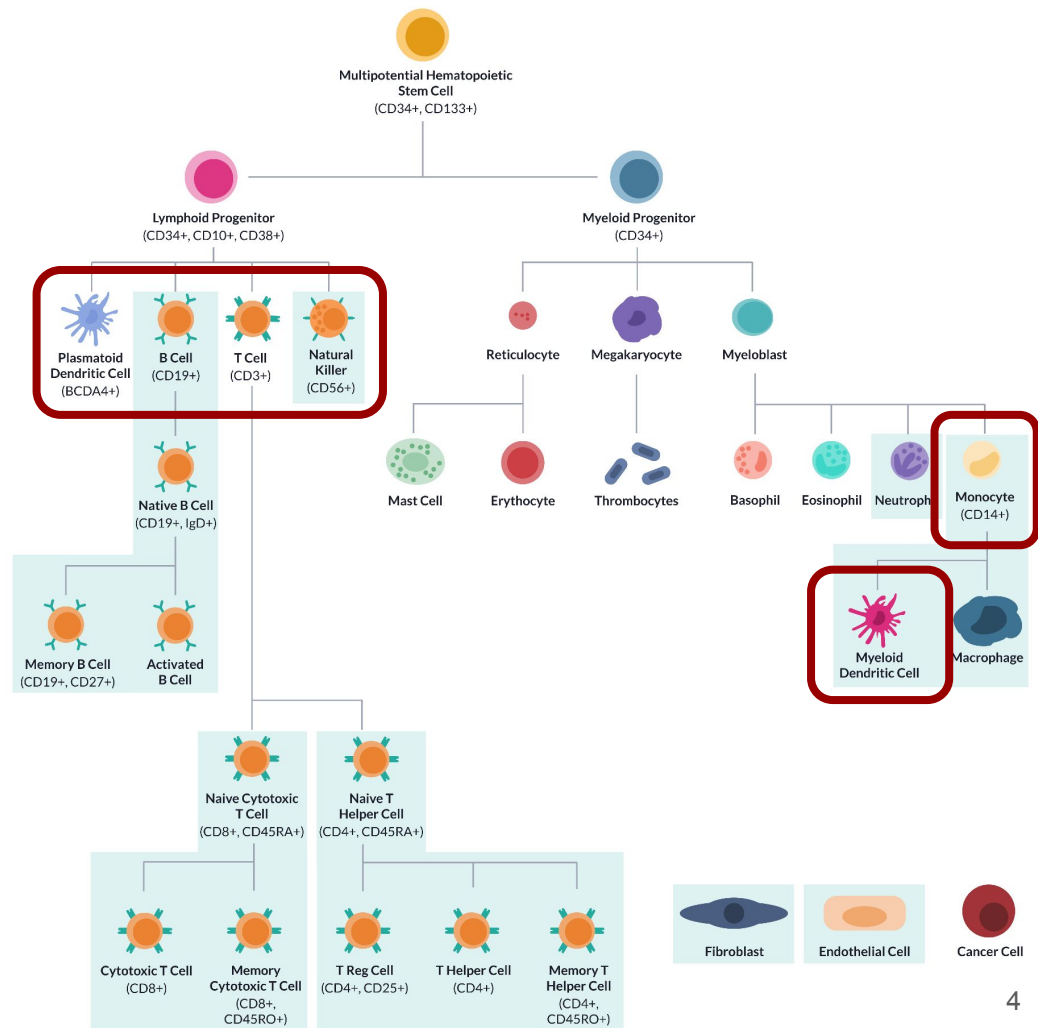 Multipotential Hematopoietic
Stem Cell
(CD34+, CD133+)
Lymphoid Progenitor
(CD34+, CD10+, CD38+)
Myeloid Progenitor
(CD34+)
Plasmatoid
Dendritic Cell
(BCDA4+)
B Cell
(CD19+)
T Cell
(CD3+)
Natural
Killer
(CD56+)
Reticulocyte
Megakaryocyte
Myeloblast
Native B Cell
(CD19+, IgD+)
Mast Cell
Erythocyte
Thrombocytes
Basophil
Eosinophil
Neutroph
Monocyte
(CD14+)
Memory B Cell
(CD19+, CD27+)
Activated
B Cell
Myeloid
Dendritic Cell
Macrophage
Naive Cytotoxic
T Cell
(CD8+, CD45RA+)
Naive T
Helper Cell
(CD4+, CD45RA+)
Cytotoxic T Cell
(CD8+)
Memory
Cytotoxic T Cell
(CD8+,
CD45RO+)
T Reg Cell
(CD4+, CD25+)
T Helper Cell
(CD4+)
Memory T
Helper Cell
(CD4+,
CD45RO+)
Fibroblast
Endothelial Cell
Cancer Cell
4